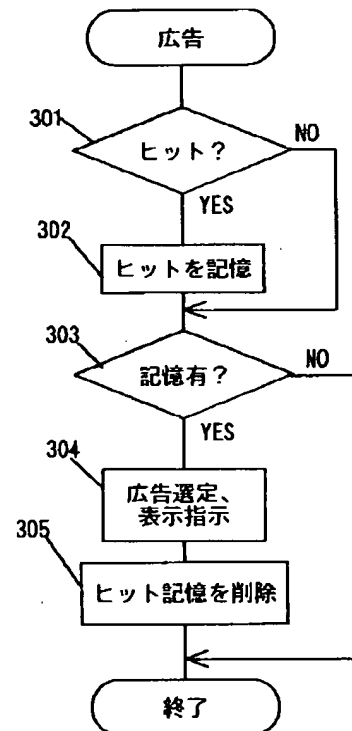 広告
301
ヒット?
NO
YES
302
ヒットを記憶
303
記憶有?
NO
YES
304
広告選定、
表示指示
305
ヒット記憶を削除
終了